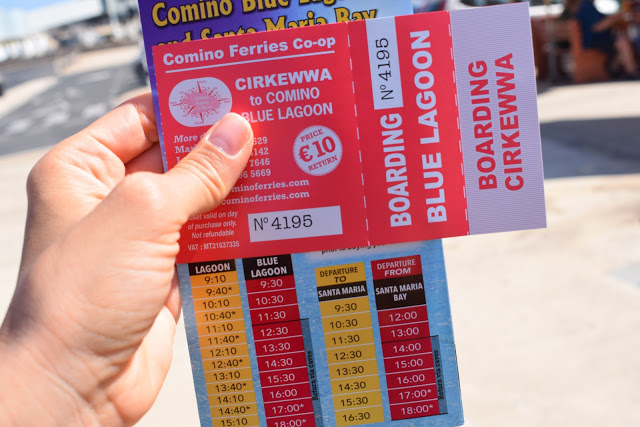 Comino Blue
and Santa Maria Bay
Comino Ferries Co-op
CIRKEWWA
to COMINO
BLUE LAGOON
PRICE
€10
RETURN
.cominoferries.com
cominoferries.com
valid on day
of purchase only.
Not refundable
VAT : MT21637335
Nº 4195
Nº 4195
BOARDING
BLUE LAGOON
BOARDING
CIRKEWWA
LAGOON
9:10
9:40*
10:10
10:40*
11:10
11:40*
12:10
12:40*
13:10
13:40*
14:10
14:40*
15:10
BLUE
LAGOON
9:30
10:30
11:30
12:30
13:30
14:30
15:30
16:00
17:00*
18:00*
DEPARTURE
TO
SANTA MARIA
9:30
10:30
11:30
12:30
13:30
14:30
15:30
16:30
DEPARTURE
FROM
SANTA MARIA
BAY
12:00
13:00
14:00
15:00
16:00
17:00*
18:00*